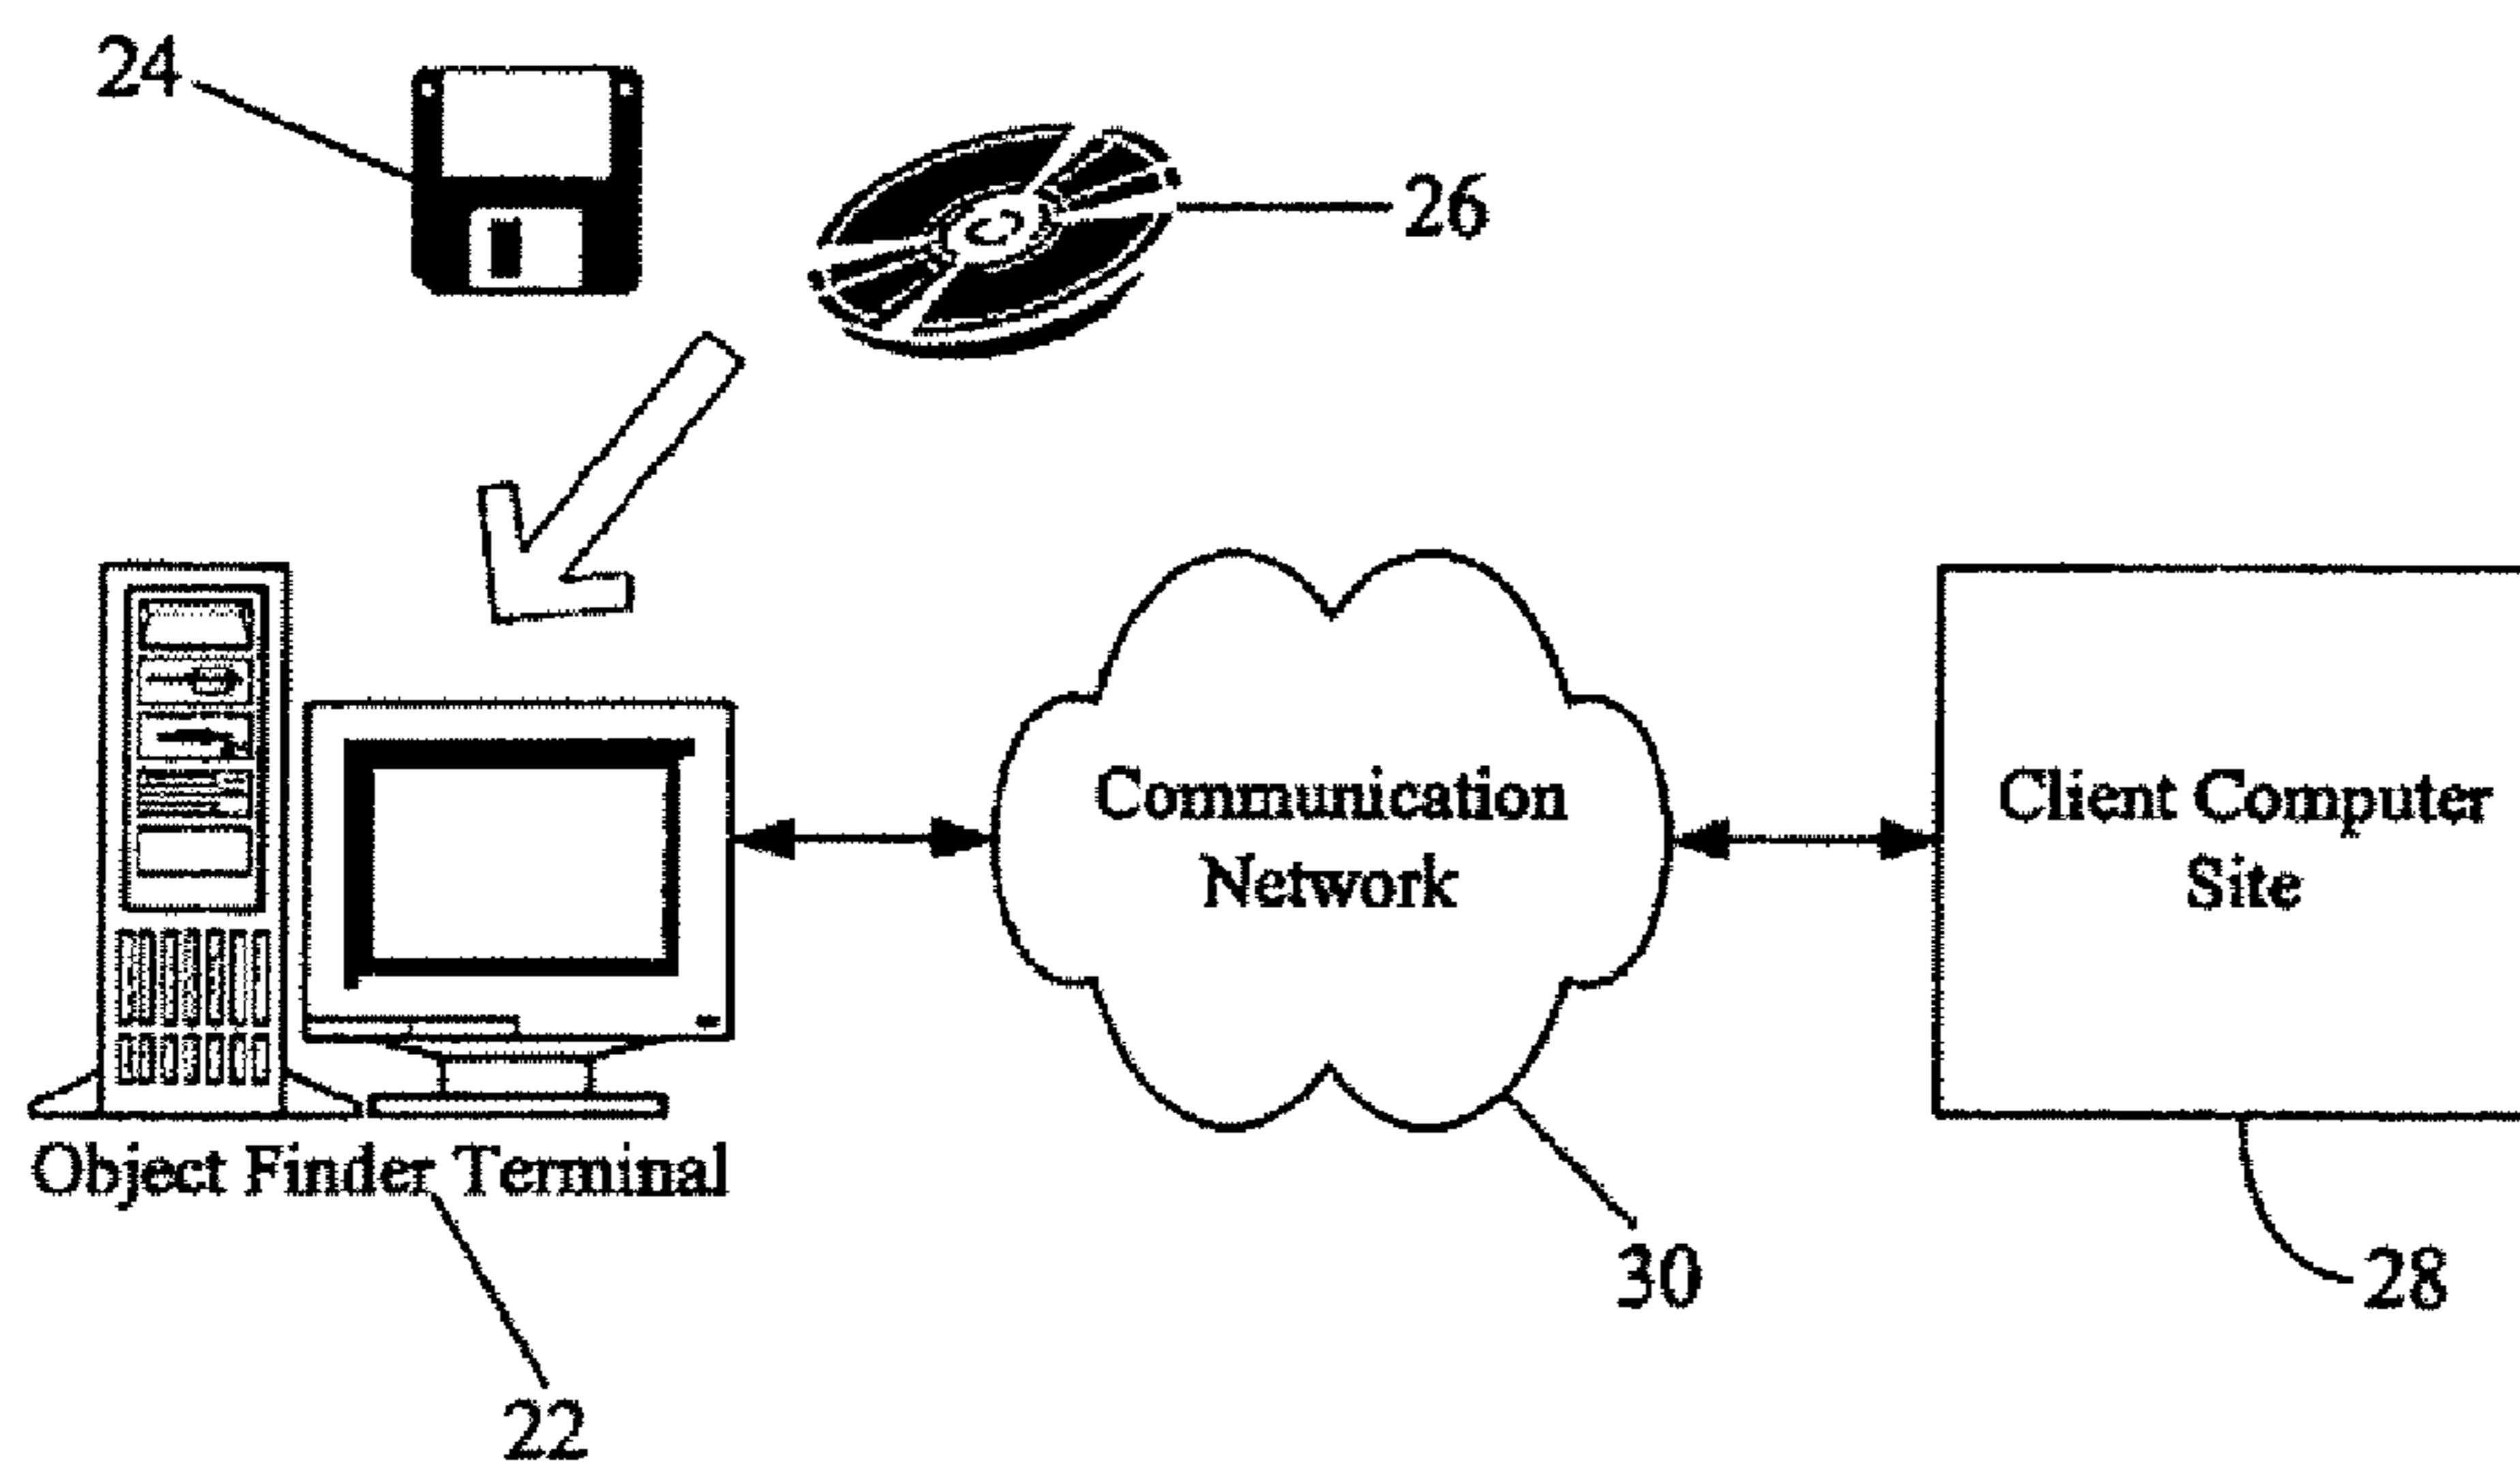 24
26
Communication
Network
Client Computer
Site
Object Finder Terminal
30
28
22